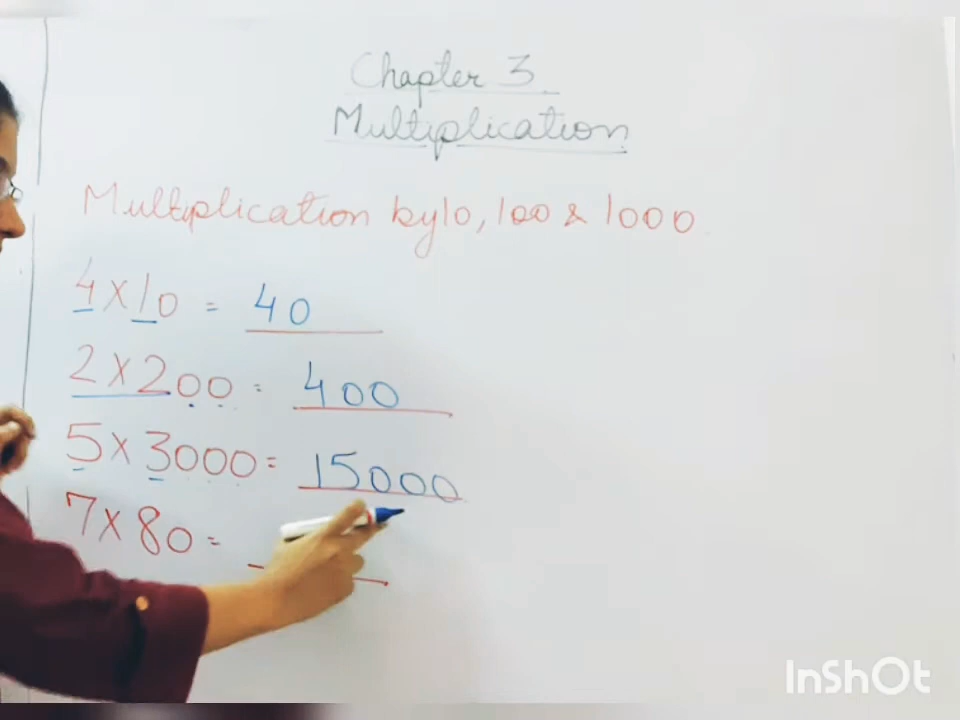 Chapter 3
Multiplication
Multiplication by 10, 100 & 1000
4 x 10 = 40
2 x 200 = 400
5 x 3000 = 15000
7 x 80 =
InShOt